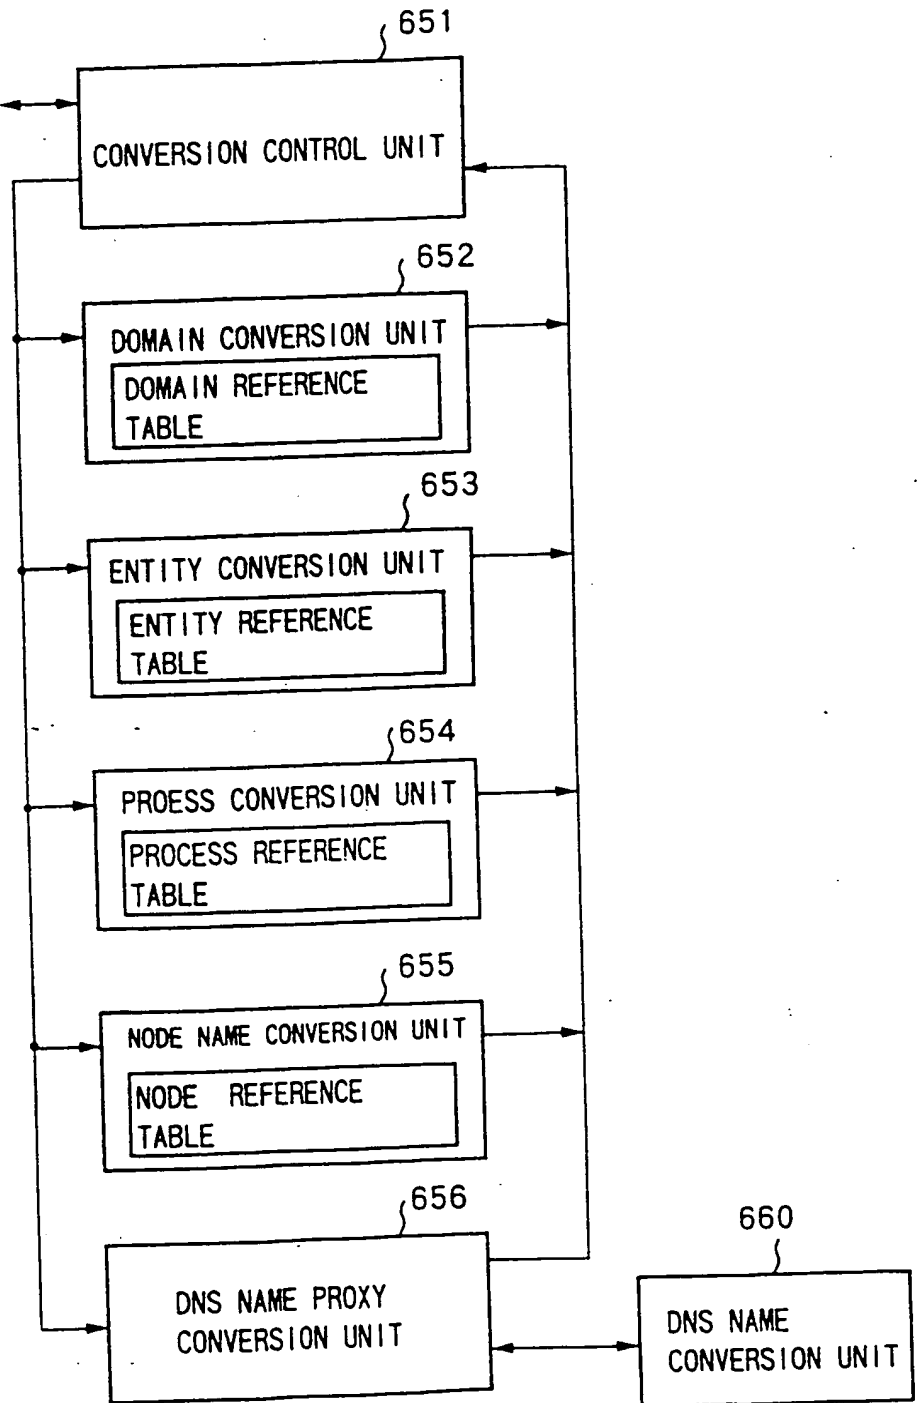 651
CONVERSION CONTROL UNIT
652
DOMAIN CONVERSION UNIT
DOMAIN REFERENCE
TABLE
653
ENTITY CONVERSION UNIT
ENTITY REFERENCE
TABLE
654
PROESS CONVERSION UNIT
PROCESS REFERENCE
TABLE
655
NODE NAME CONVERSION UNIT
NODE REFERENCE
TABLE
656
DNS NAME PROXY
CONVERSION UNIT
660
DNS NAME
CONVERSION UNIT